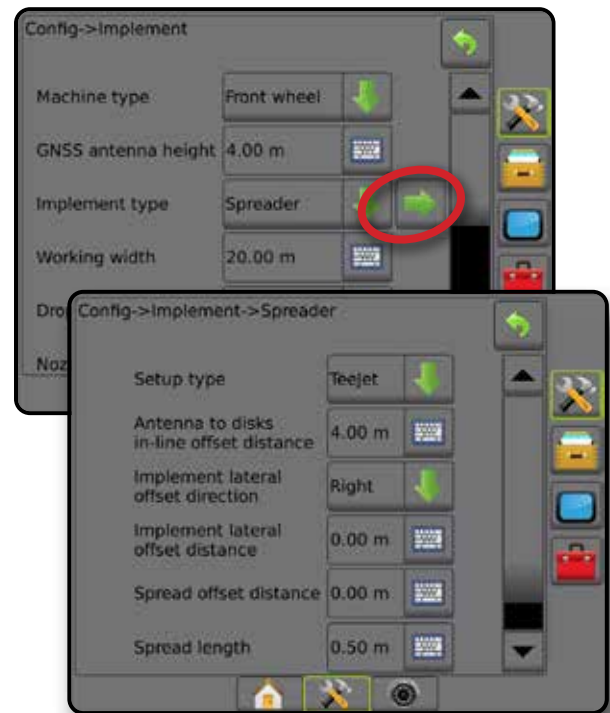 Config->Implement
Machine type Front wheel
GNSS antenna height 4.00 m
Implement type Spreader
Working width 20.00 m
Dro
Noz
Config->Implement->Spreader
Setup type TeeJet
Antenna to disks
in-line offset distance 4.00 m
Implement lateral
offset direction Right
Implement lateral
offset distance 0.00 m
Spread offset distance 0.00 m
Spread length 0.50 m